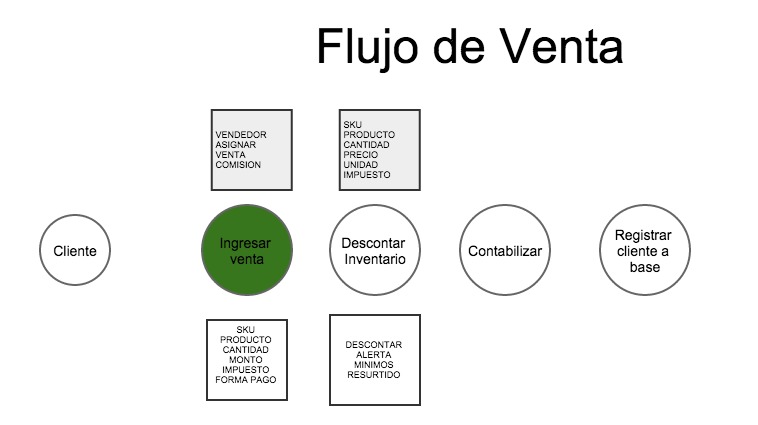 Flujo de Venta
VENDEDOR
ASIGNAR
VENTA
COMISION
SKU
PRODUCTO
CANTIDAD
PRECIO
UNIDAD
IMPUESTO
Cliente
Ingresar
venta
Descontar
Inventario
Contabilizar
Registrar
cliente a
base
SKU
PRODUCTO
CANTIDAD
MONTO
IMPUESTO
FORMA PAGO
DESCONTAR
ALERTA
MINIMOS
RESURTIDO